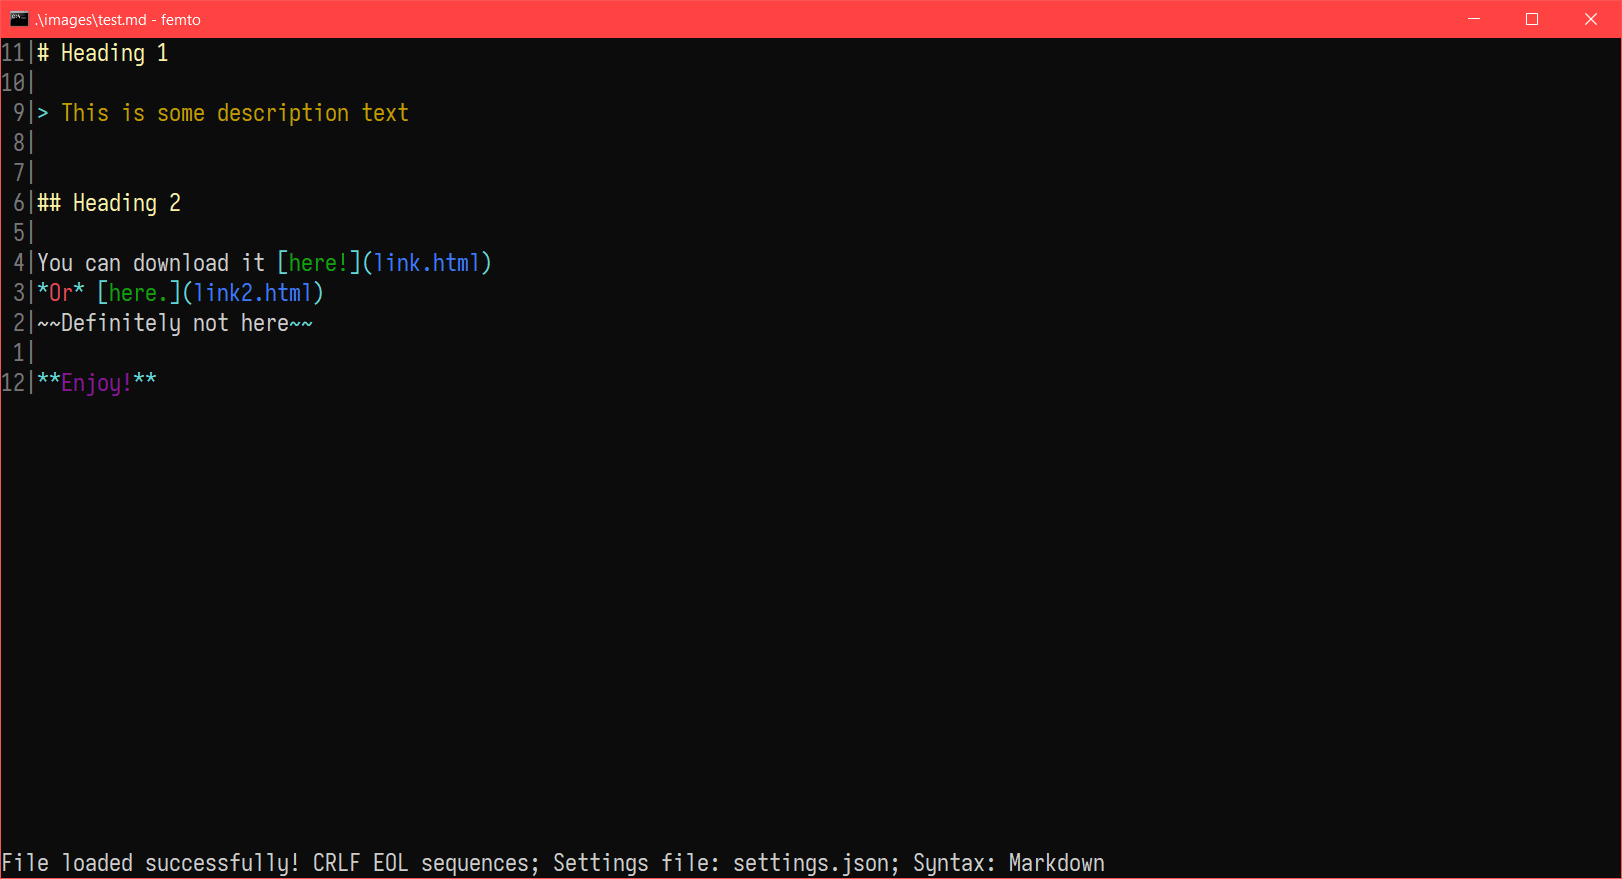 .\images\test.md - femto
11|# Heading 1
10|
9|> This is some description text
8|
7|
6|## Heading 2
5|
4|You can download it [here!](link.html)
3|*Or* [here.](link2.html)
2|~~Definitely not here~~
1|
12|**Enjoy!**
File loaded successfully! CRLF EOL sequences; Settings file: settings.json; Syntax: Markdown